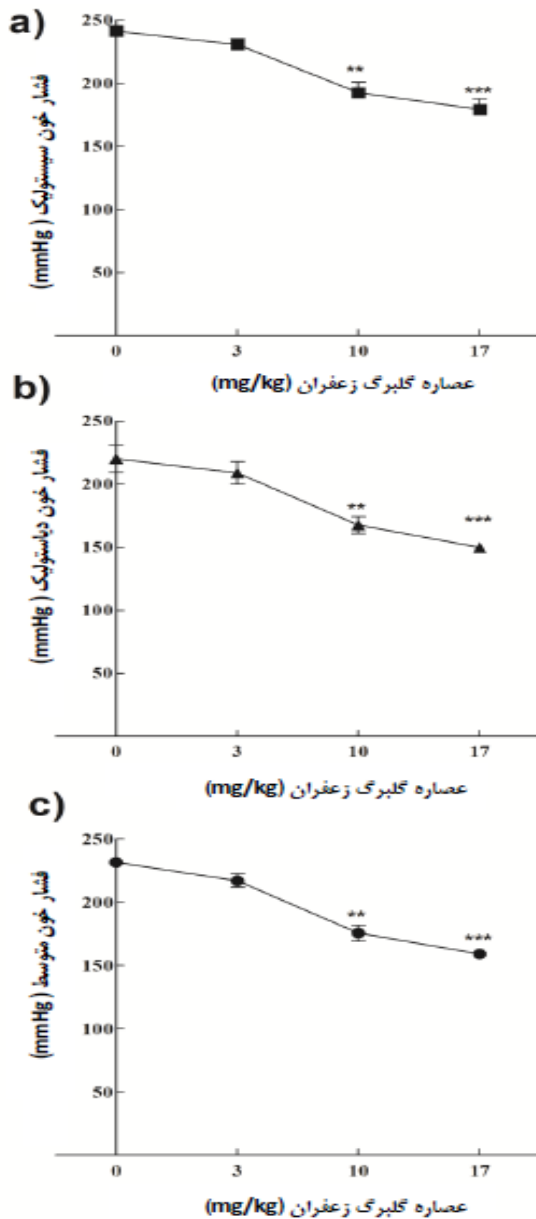 a)
فشار خون سیستولیک (mmHg)
250
200
150
100
50
**
***
0 3 10 17
عصاره گلبرگ زعفران (mg/kg)
b)
فشار خون دیاستولیک (mmHg)
250
200
150
100
50
**
***
0 3 10 17
عصاره گلبرگ زعفران (mg/kg)
c)
فشار خون متوسط (mmHg)
250
200
150
100
50
**
***
0 3 10 17
عصاره گلبرگ زعفران (mg/kg)